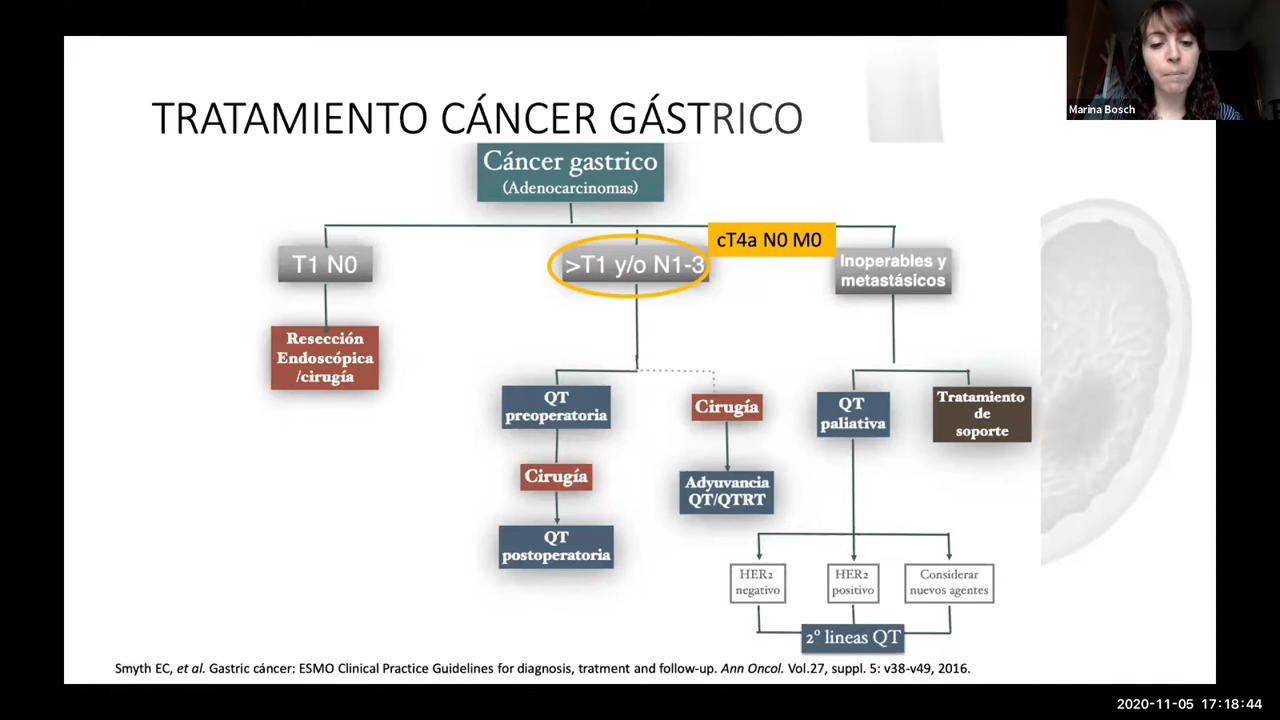 Marina Bosch
TRATAMIENTO CÁNCER GÁSTRICO
Cáncer gastrico
(Adenocarcinomas)
cT4a N0 M0
T1 N0
>T1 y/o N1-3
Inoperables y
metastásicos
Resección
Endoscópica
/cirugía
QT
preoperatoria
Cirugía
QT
postoperatoria
Cirugía
Adyuvancia
QT/QTRT
QT
paliativa
Tratamiento
de
soporte
HER2
negativo
HER2
positivo
Considerar
nuevos agentes
2º lineas QT
Smyth EC, et al. Gastric cáncer: ESMO Clinical Practice Guidelines for diagnosis, tratment and follow-up. Ann Oncol. Vol.27, suppl. 5: v38-v49, 2016.
2020-11-05 17:18:44